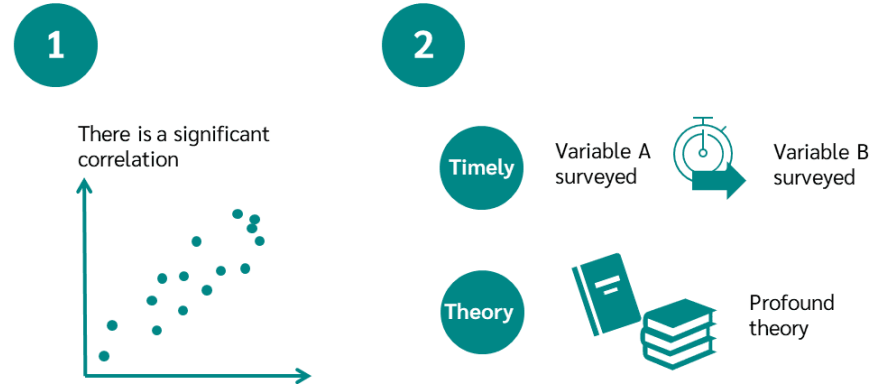 1
2
There is a significant
correlation
Timely
Variable A
surveyed
Variable B
surveyed
Theory
Profound
theory